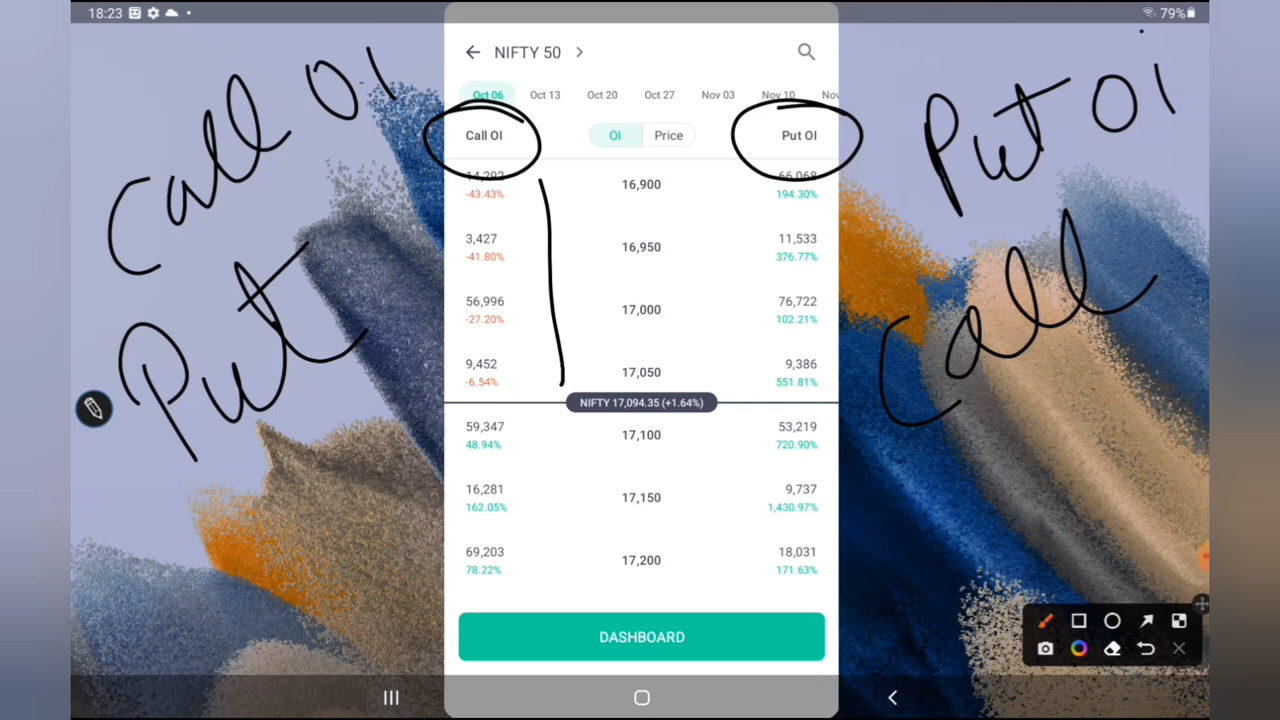 18:23
79%
NIFTY 50
Oct 06 Oct 13 Oct 20 Oct 27 Nov 03 Nov 10 Nov
Call OI OI Price Put OI
14,292 16,900 66,068
-43.43% 194.30%
3,427 16,950 11,533
-41.80% 376.77%
56,996 17,000 76,722
-27.20% 102.21%
9,452 17,050 9,386
-6.54% 551.81%
NIFTY 17,094.35 (+1.64%)
59,347 17,100 53,219
48.94% 720.90%
16,281 17,150 9,737
162.05% 1,430.97%
69,203 17,200 18,031
78.22% 171.63%
DASHBOARD
Call OI
Put
Put OI
Call